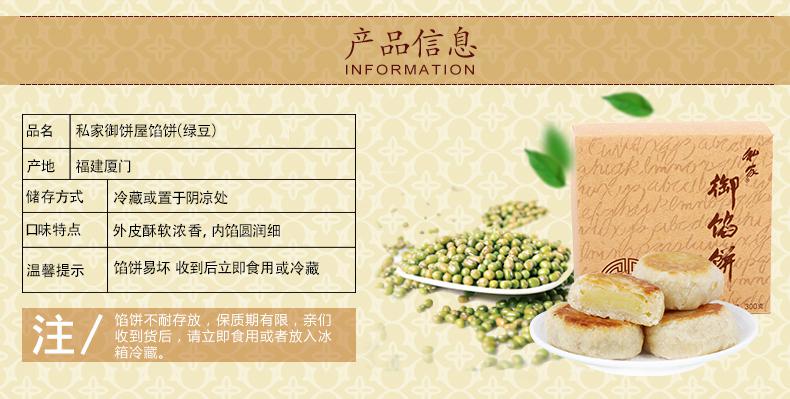 产品信息
INFORMATION
品名 私家御饼屋馅饼(绿豆)
产地 福建厦门
储存方式 冷藏或置于阴凉处
口味特点 外皮酥软浓香, 内馅圆润细
温馨提示 馅饼易坏 收到后立即食用或冷藏
注/
馅饼不耐存放，保质期有限，亲们
收到货后，请立即食用或者放入冰
箱冷藏。
私家
御馅饼
300克